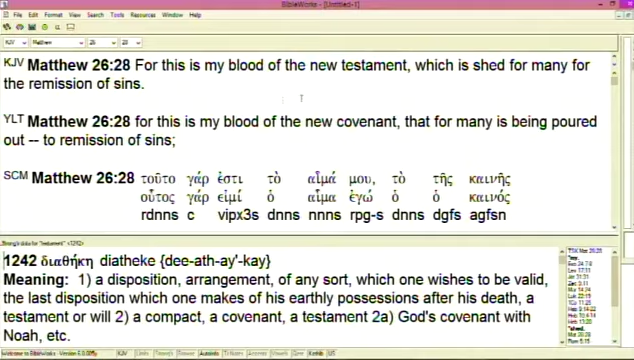 BibleWorks - [Untitled-1]
File Edit Format View Search Tools Resources Window Help
KJV Matthew 26 28
KJV Matthew 26:28 For this is my blood of the new testament, which is shed for many for
the remission of sins.
YLT Matthew 26:28 for this is my blood of the new covenant, that for many is being poured
out -- to remission of sins;
SCM Matthew 26:28 τοῦτο γάρ ἐστι τὸ αἷμά μου, τὸ τῆς καινῆς
οὗτος γάρ εἰμί ὁ αἷμα ἐγώ ὁ ὁ καινός
rdnns c vipx3s dnns nnns rpg-s dnns dgfs agfsn
1242 διαθήκη diatheke {dee-ath-ay'-kay}
Meaning: 1) a disposition, arrangement, of any sort, which one wishes to be valid,
the last disposition which one makes of his earthly possessions after his death, a
testament or will 2) a compact, a covenant, a testament 2a) God's covenant with
Noah, etc.